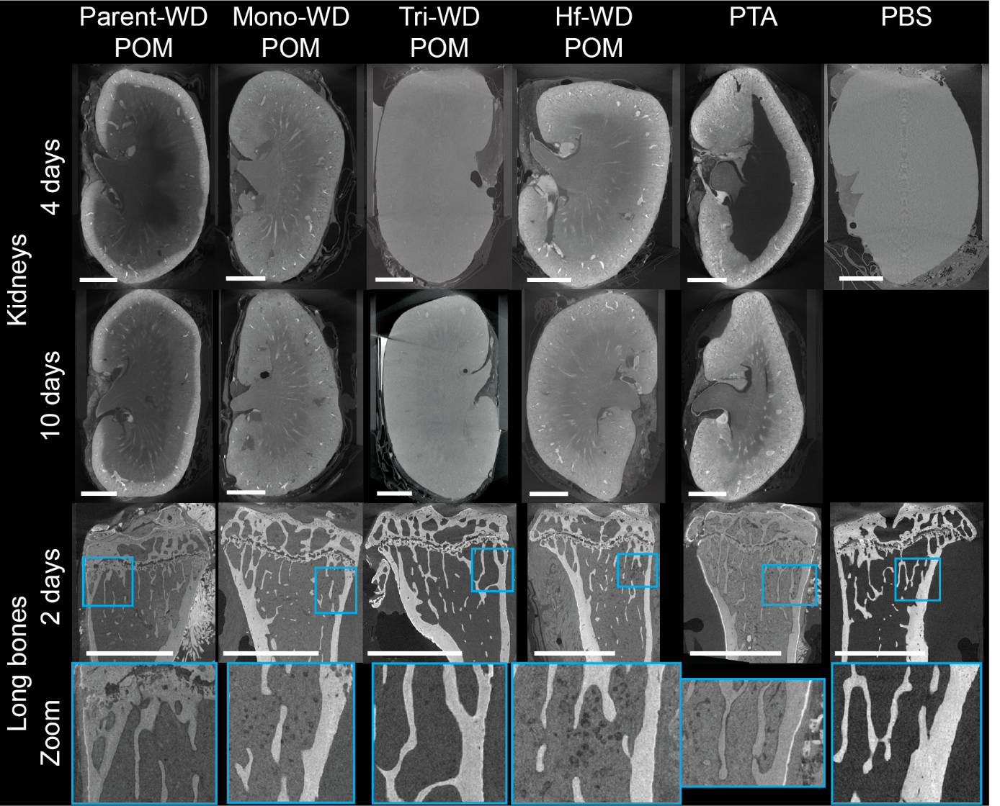 Parent-WD POM
Mono-WD POM
Tri-WD POM
Hf-WD POM
PTA
PBS
Kidneys
4 days
10 days
Long bones
2 days
Zoom